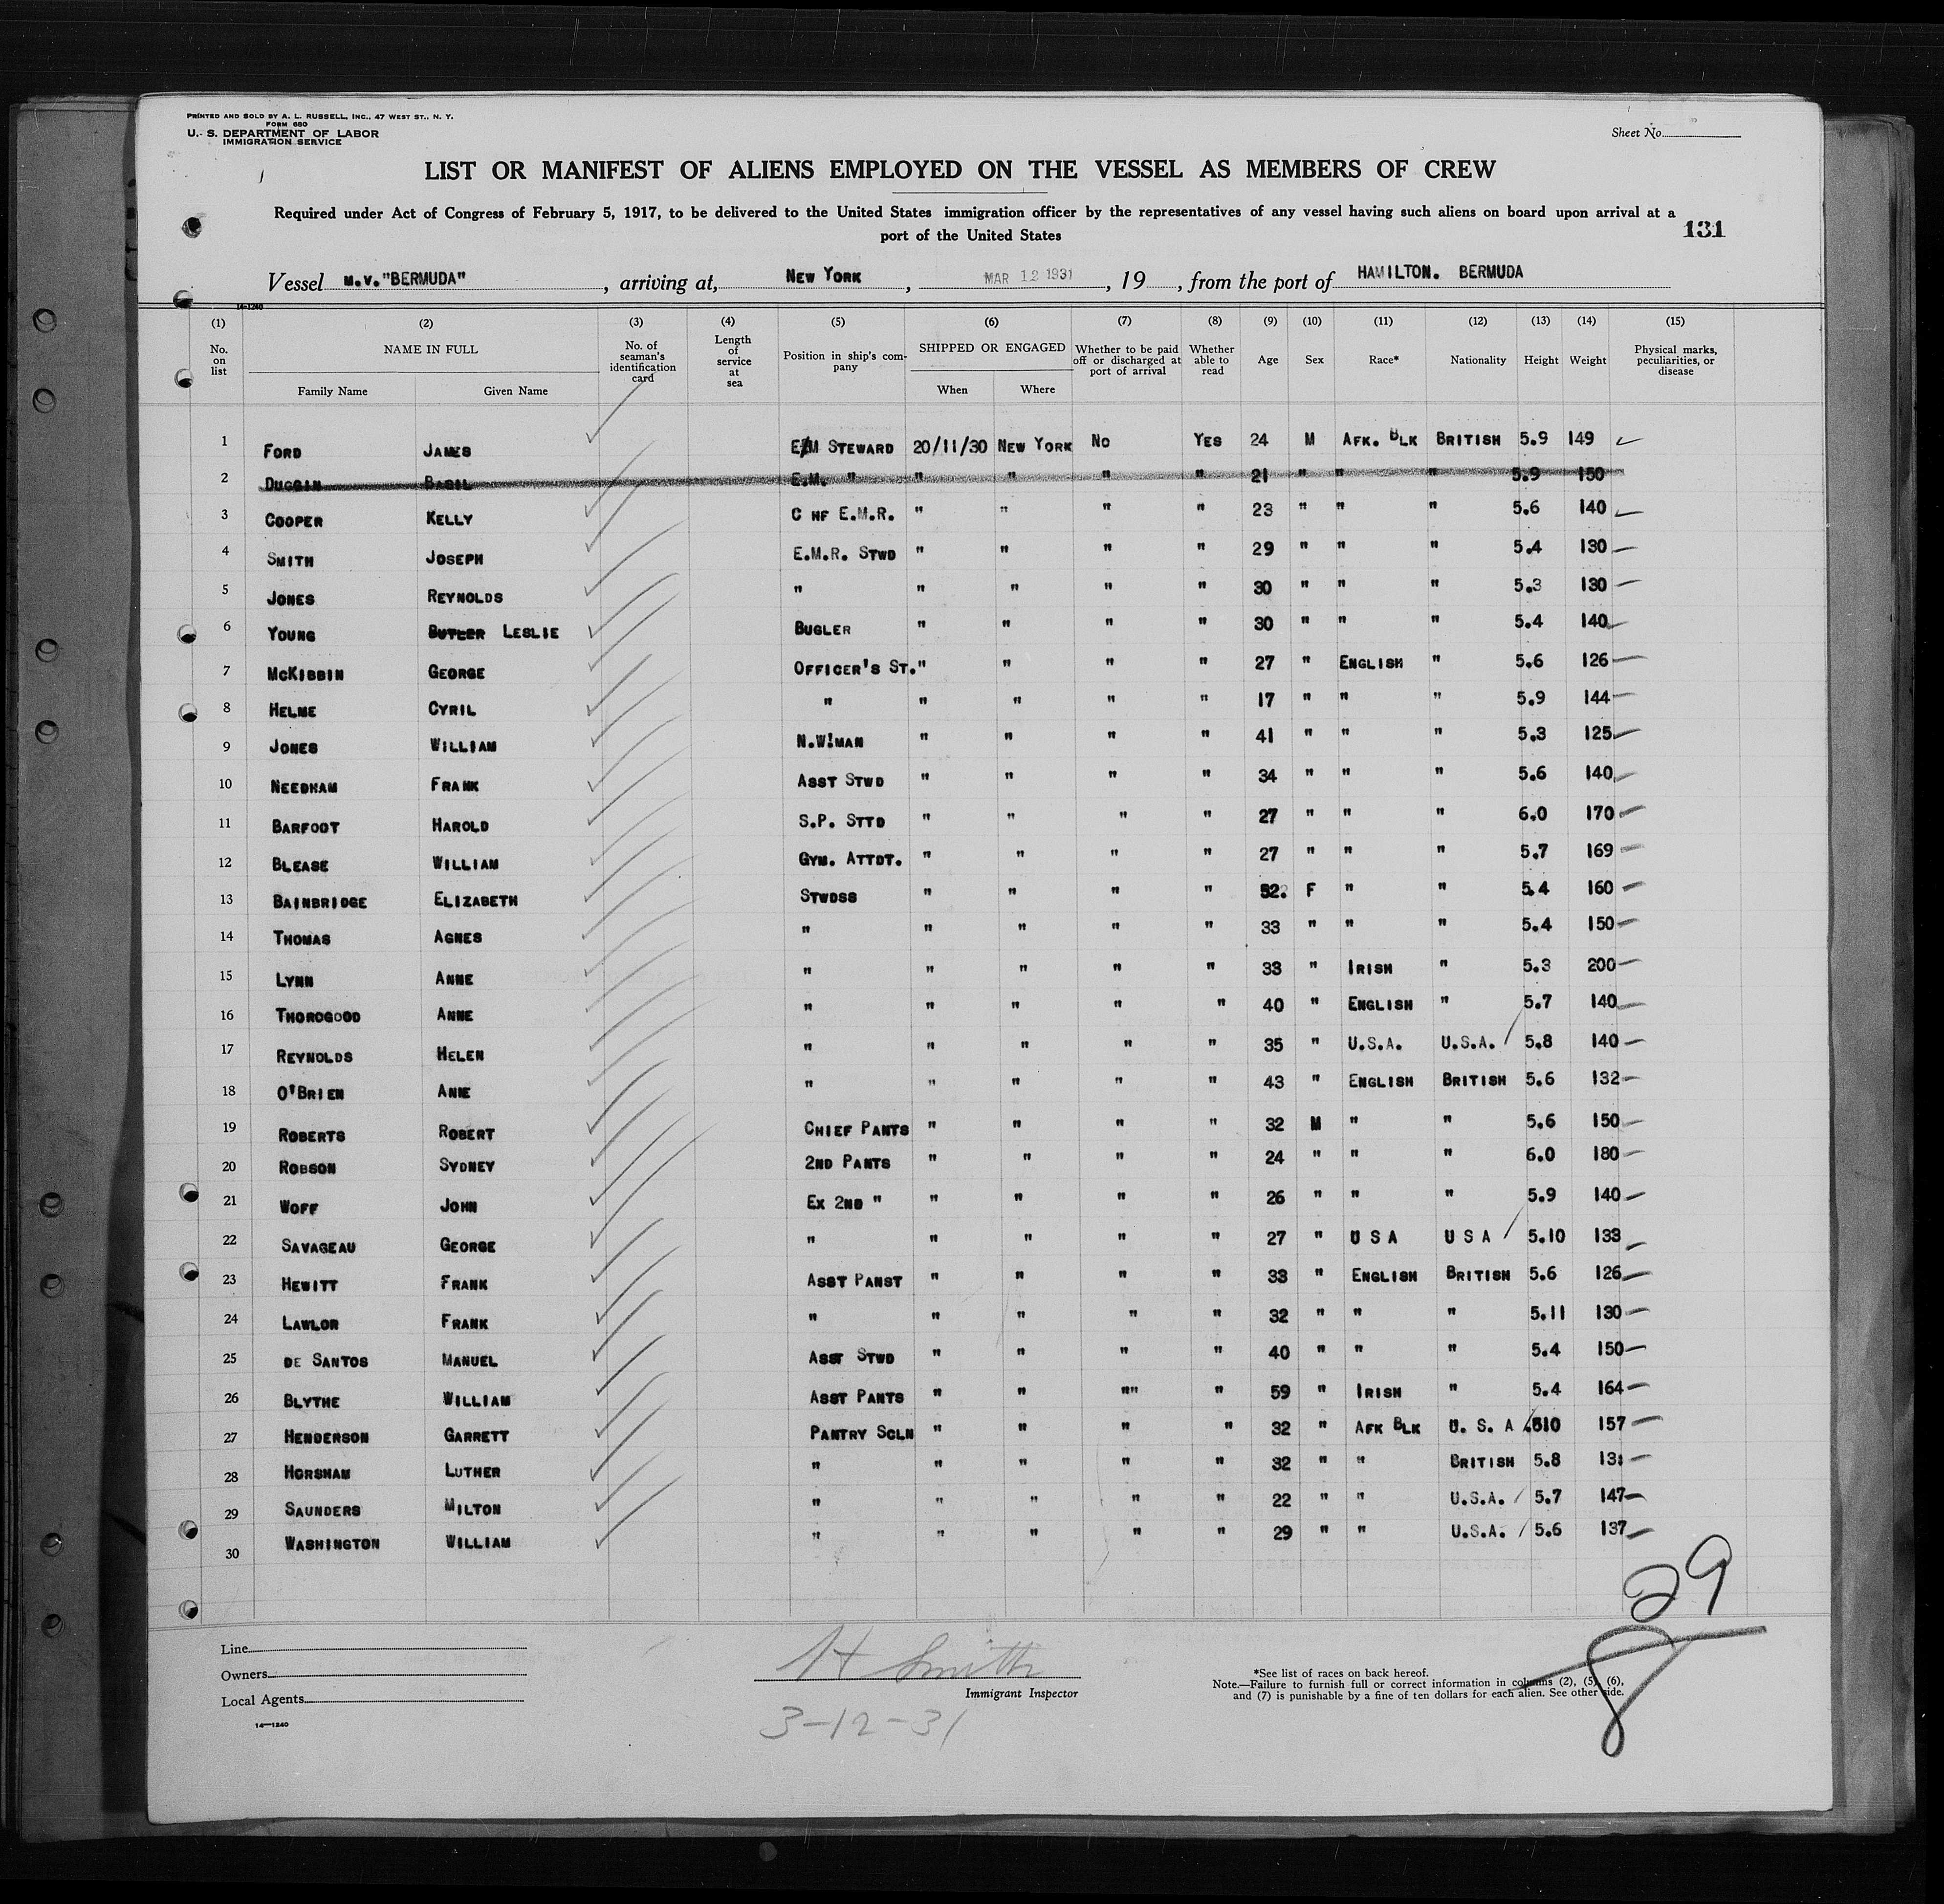 PRINTED AND SOLD BY A. L. RUSSELL, INC., 47 WEST ST., N. Y.
FORM 680
U. S. DEPARTMENT OF LABOR
IMMIGRATION SERVICE
Sheet No.
LIST OR MANIFEST OF ALIENS EMPLOYED ON THE VESSEL AS MEMBERS OF CREW
Required under Act of Congress of February 5, 1917, to be delivered to the United States immigration officer by the representatives of any vessel having such aliens on board upon arrival at a
port of the United States
131
Vessel M.V."BERMUDA", arriving at, NEW YORK, MAR 12 1931, 19, from the port of HAMILTON. BERMUDA
14-1240
(1) (2) (3) (4) (5) (6) (7) (8) (9) (10) (11) (12) (13) (14) (15)
No. on list NAME IN FULL Family Name Given Name No. of seaman's identification card Length of service at sea Position in ship's company SHIPPED OR ENGAGED When Where Whether to be paid off or discharged at port of arrival Whether able to read Age Sex Race* Nationality Height Weight Physical marks, peculiarities, or disease
1 FORD JAMES E/M STEWARD 20/11/30 NEW YORK NO YES 24 M AFK. BLK BRITISH 5.9 149
2 DUGGIN BASIL E.M. " " " " " 21 " " " 5.9 150
3 COOPER KELLY C HF E.M.R. " " " " 23 " " " 5.6 140
4 SMITH JOSEPH E.M.R. STWD " " " " 29 " " " 5.4 130
5 JONES REYNOLDS " " " " " 30 " " " 5.3 130
6 YOUNG BUTLER LESLIE BUGLER " " " " 30 " " " 5.4 140
7 MCKIBBIN GEORGE OFFICER'S ST. " " " " 27 " ENGLISH " 5.6 126
8 HELME CYRIL " " " " " 17 " " " 5.9 144
9 JONES WILLIAM N.W!MAN " " " " 41 " " " 5.3 125
10 NEEDHAM FRANK ASST STWD " " " " 34 " " " 5.6 140
11 BARFOOT HAROLD S.P. STTD " " " " 27 " " " 6.0 170
12 BLEASE WILLIAM GYM. ATTDT. " " " " 27 " " " 5.7 169
13 BAINBRIDGE ELIZABETH STWDSS " " " " 52. F " " 5.4 160
14 THOMAS AGNES " " " " " 33 " " " 5.4 150
15 LYNN ANNE " " " " " 33 " IRISH " 5.3 200
16 THOROGOOD ANNE " " " " " 40 " ENGLISH " 5.7 140
17 REYNOLDS HELEN " " " " " 35 " U.S.A. U.S.A. 5.8 140
18 O'BRIEN ANIE " " " " " 43 " ENGLISH BRITISH 5.6 132
19 ROBERTS ROBERT CHIEF PANTS " " " " 32 M " " 5.6 150
20 ROBSON SYDNEY 2ND PANTS " " " " 24 " " " 6.0 180
21 WOFF JOHN EX 2ND " " " " " 26 " " " 5.9 140
22 SAVAGEAU GEORGE " " " " " 27 " U S A U S A 5.10 133
23 HEWITT FRANK ASST PANST " " " " 33 " ENGLISH BRITISH 5.6 126
24 LAWLOR FRANK " " " " " 32 " " " 5.11 130
25 DE SANTOS MANUEL ASST STWD " " " " 40 " " " 5.4 150
26 BLYTHE WILLIAM ASST PANTS " " "" " 59 " IRISH " 5.4 164
27 HENDERSON GARRETT PANTRY SCLN " " " " 32 " AFK BLK U. S. A 510 157
28 HORSHAM LUTHER " " " " " 32 " " BRITISH 5.8 131
29 SAUNDERS MILTON " " " " " 22 " " U.S.A. 5.7 147
30 WASHINGTON WILLIAM " " " " " 29 " " U.S.A. 5.6 137
29
8
Line
Owners
Local Agents
14—1240
H Smith
Immigrant Inspector
3-12-31
*See list of races on back hereof.
Note.—Failure to furnish full or correct information in columns (2), (5), (6),
and (7) is punishable by a fine of ten dollars for each alien. See other side.